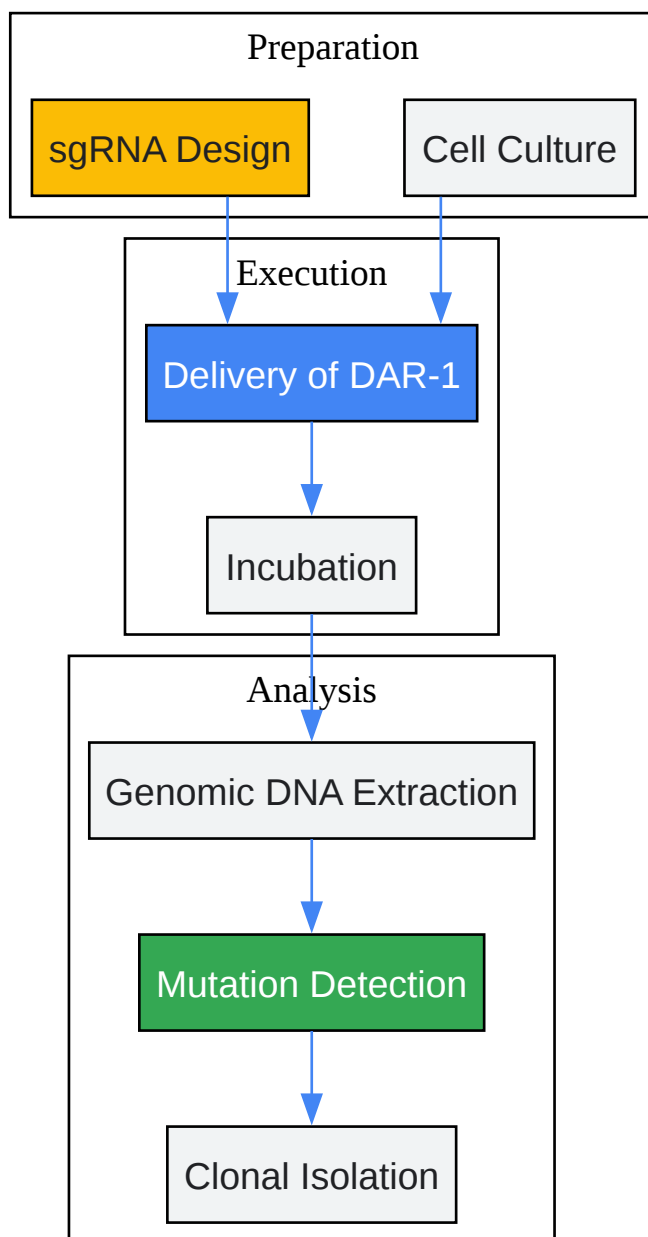 Preparation
sgRNA Design
Cell Culture
Execution
Delivery of DAR-1
Incubation
Analysis
Genomic DNA Extraction
Mutation Detection
Clonal Isolation